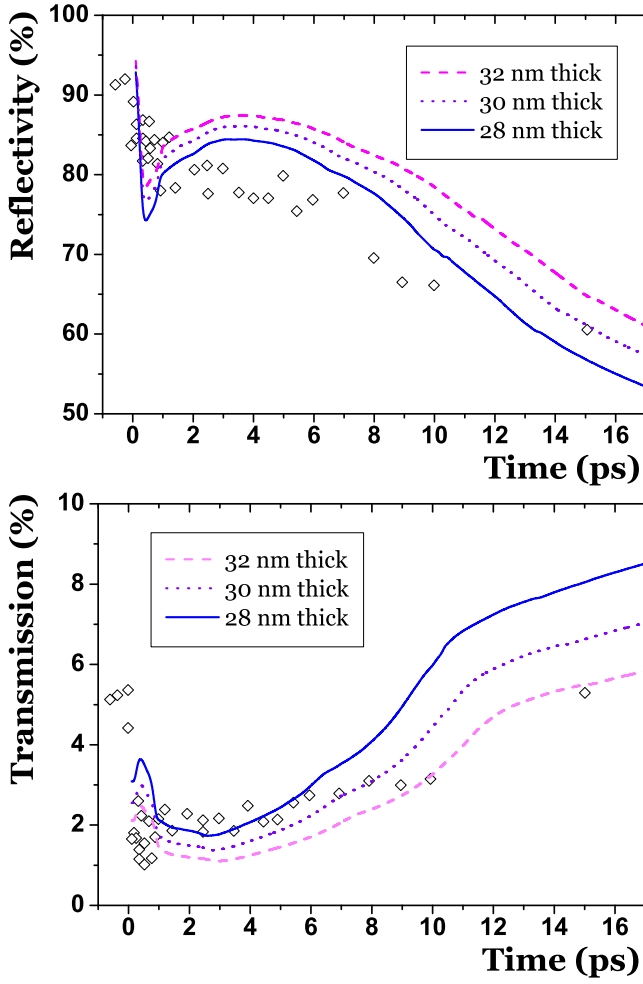 Reflectivity (%)
100
90
80
70
60
50
32 nm thick
30 nm thick
28 nm thick
0 2 4 6 8 10 12 14 16
Time (ps)
Transmission (%)
10
8
6
4
2
0
32 nm thick
30 nm thick
28 nm thick
0 2 4 6 8 10 12 14 16
Time (ps)